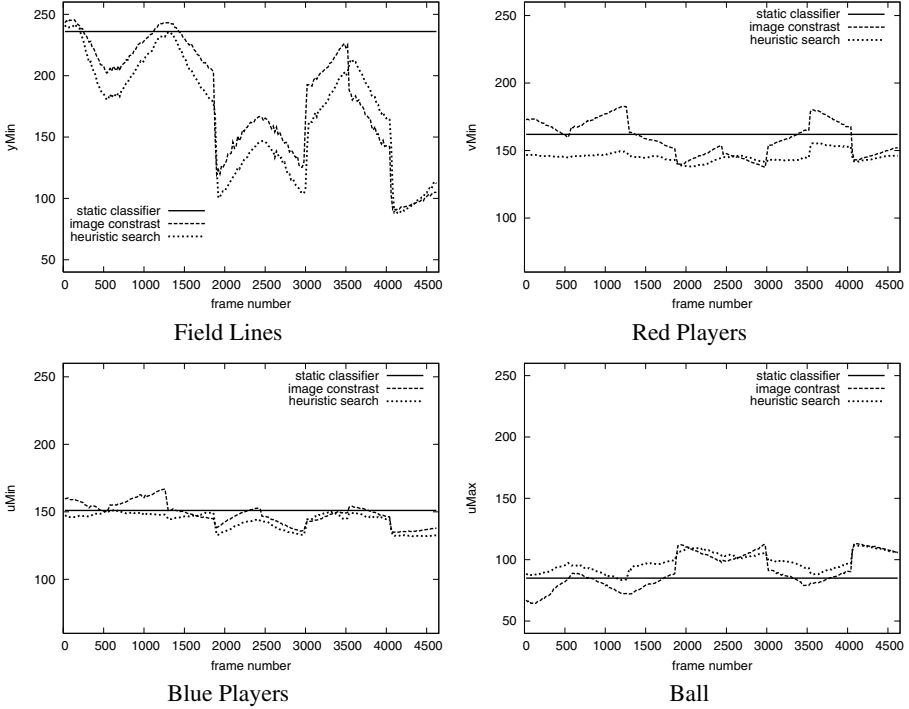 250
200
150
100
50
yMin
static classifier
image constrast
heuristic search
0 500 1000 1500 2000 2500 3000 3500 4000 4500
frame number
Field Lines
250
200
150
100
vMin
static classifier
image constrast
heuristic search
0 500 1000 1500 2000 2500 3000 3500 4000 4500
frame number
Red Players
250
200
150
100
uMin
static classifier
image constrast
heuristic search
0 500 1000 1500 2000 2500 3000 3500 4000 4500
frame number
Blue Players
250
200
150
100
50
uMax
static classifier
image contrast
heuristic search
0 500 1000 1500 2000 2500 3000 3500 4000 4500
frame number
Ball